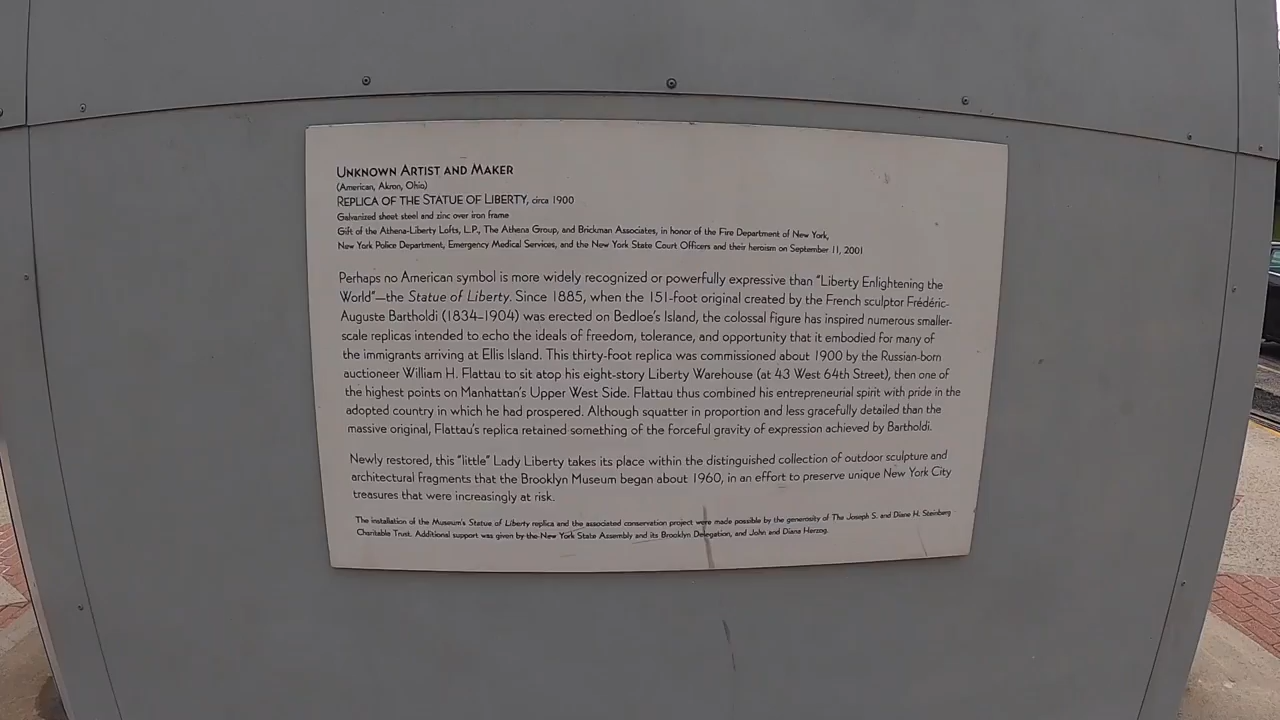 UNKNOWN ARTIST AND MAKER
(American, Akron, Ohio)
REPLICA OF THE STATUE OF LIBERTY, circa 1900
Galvanized sheet steel and zinc over iron frame
Gift of the Athena-Liberty Lofts, L.P., The Athena Group, and Brickman Associates, in honor of the Fire Department of New York,
New York Police Department, Emergency Medical Services, and the New York State Court Officers and their heroism on September 11, 2001
Perhaps no American symbol is more widely recognized or powerfully expressive than “Liberty Enlightening the
World”—the Statue of Liberty. Since 1885, when the 151-foot original created by the French sculptor Frédéric-
Auguste Bartholdi (1834–1904) was erected on Bedloe's Island, the colossal figure has inspired numerous smaller-
scale replicas intended to echo the ideals of freedom, tolerance, and opportunity that it embodied for many of
the immigrants arriving at Ellis Island. This thirty-foot replica was commissioned about 1900 by the Russian-born
auctioneer William H. Flattau to sit atop his eight-story Liberty Warehouse (at 43 West 64th Street), then one of
the highest points on Manhattan's Upper West Side. Flattau thus combined his entrepreneurial spirit with pride in the
adopted country in which he had prospered. Although squatter in proportion and less gracefully detailed than the
massive original, Flattau's replica retained something of the forceful gravity of expression achieved by Bartholdi.
Newly restored, this “little” Lady Liberty takes its place within the distinguished collection of outdoor sculpture and
architectural fragments that the Brooklyn Museum began about 1960, in an effort to preserve unique New York City
treasures that were increasingly at risk.
The installation of the Museum's Statue of Liberty replica and the associated conservation project were made possible by the generosity of The Joseph S. and Diane H. Steinberg
Charitable Trust. Additional support was given by the New York State Assembly and its Brooklyn Delegation, and John and Diana Herzog.